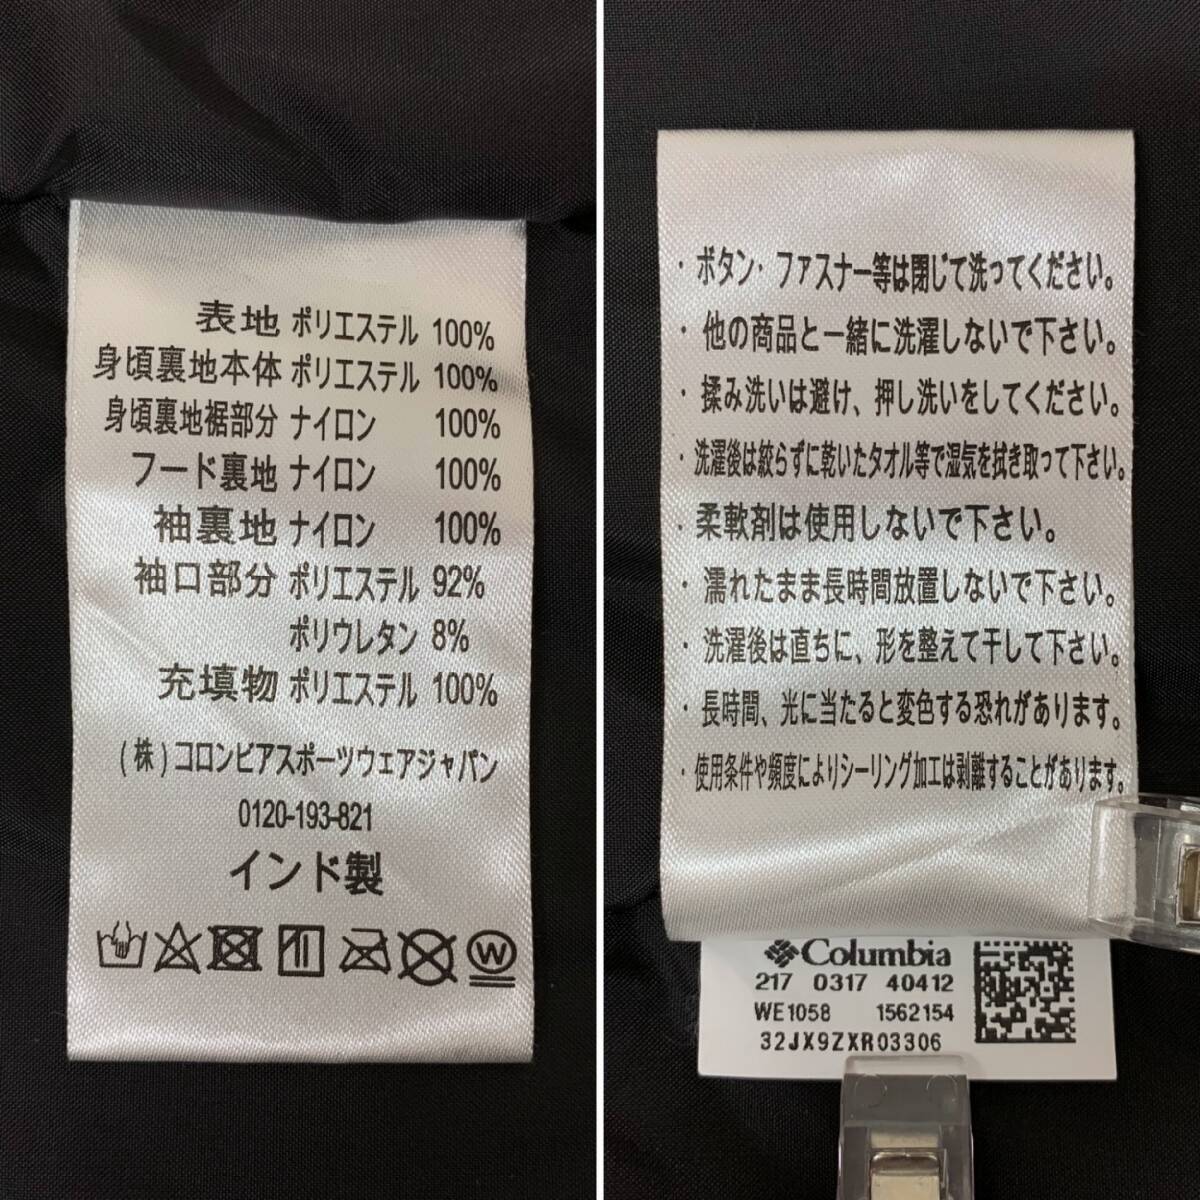 表地 ポリエステル 100%
身頃裏地本体 ポリエステル 100%
身頃裏地裾部分 ナイロン 100%
フード裏地 ナイロン 100%
袖裏地 ナイロン 100%
袖口部分 ポリエステル 92%
ポリウレタン 8%
充填物 ポリエステル 100%
(株)コロンビアスポーツウェアジャパン
0120-193-821
インド製
W
・ボタン・ファスナー等は閉じて洗ってください。
・他の商品と一緒に洗濯しないで下さい。
・揉み洗いは避け、押し洗いをしてください。
・洗濯後は絞らずに乾いたタオル等で湿気を拭き取って下さい。
・柔軟剤は使用しないで下さい。
・濡れたまま長時間放置しないで下さい。
・洗濯後は直ちに、形を整えて干して下さい。
・長時間、光に当たると変色する恐れがあります。
・使用条件や頻度によりシーリング加工は剥離することがあります。
Columbia
217 0317 40412
WE1058 1562154
32JX9ZXR03306